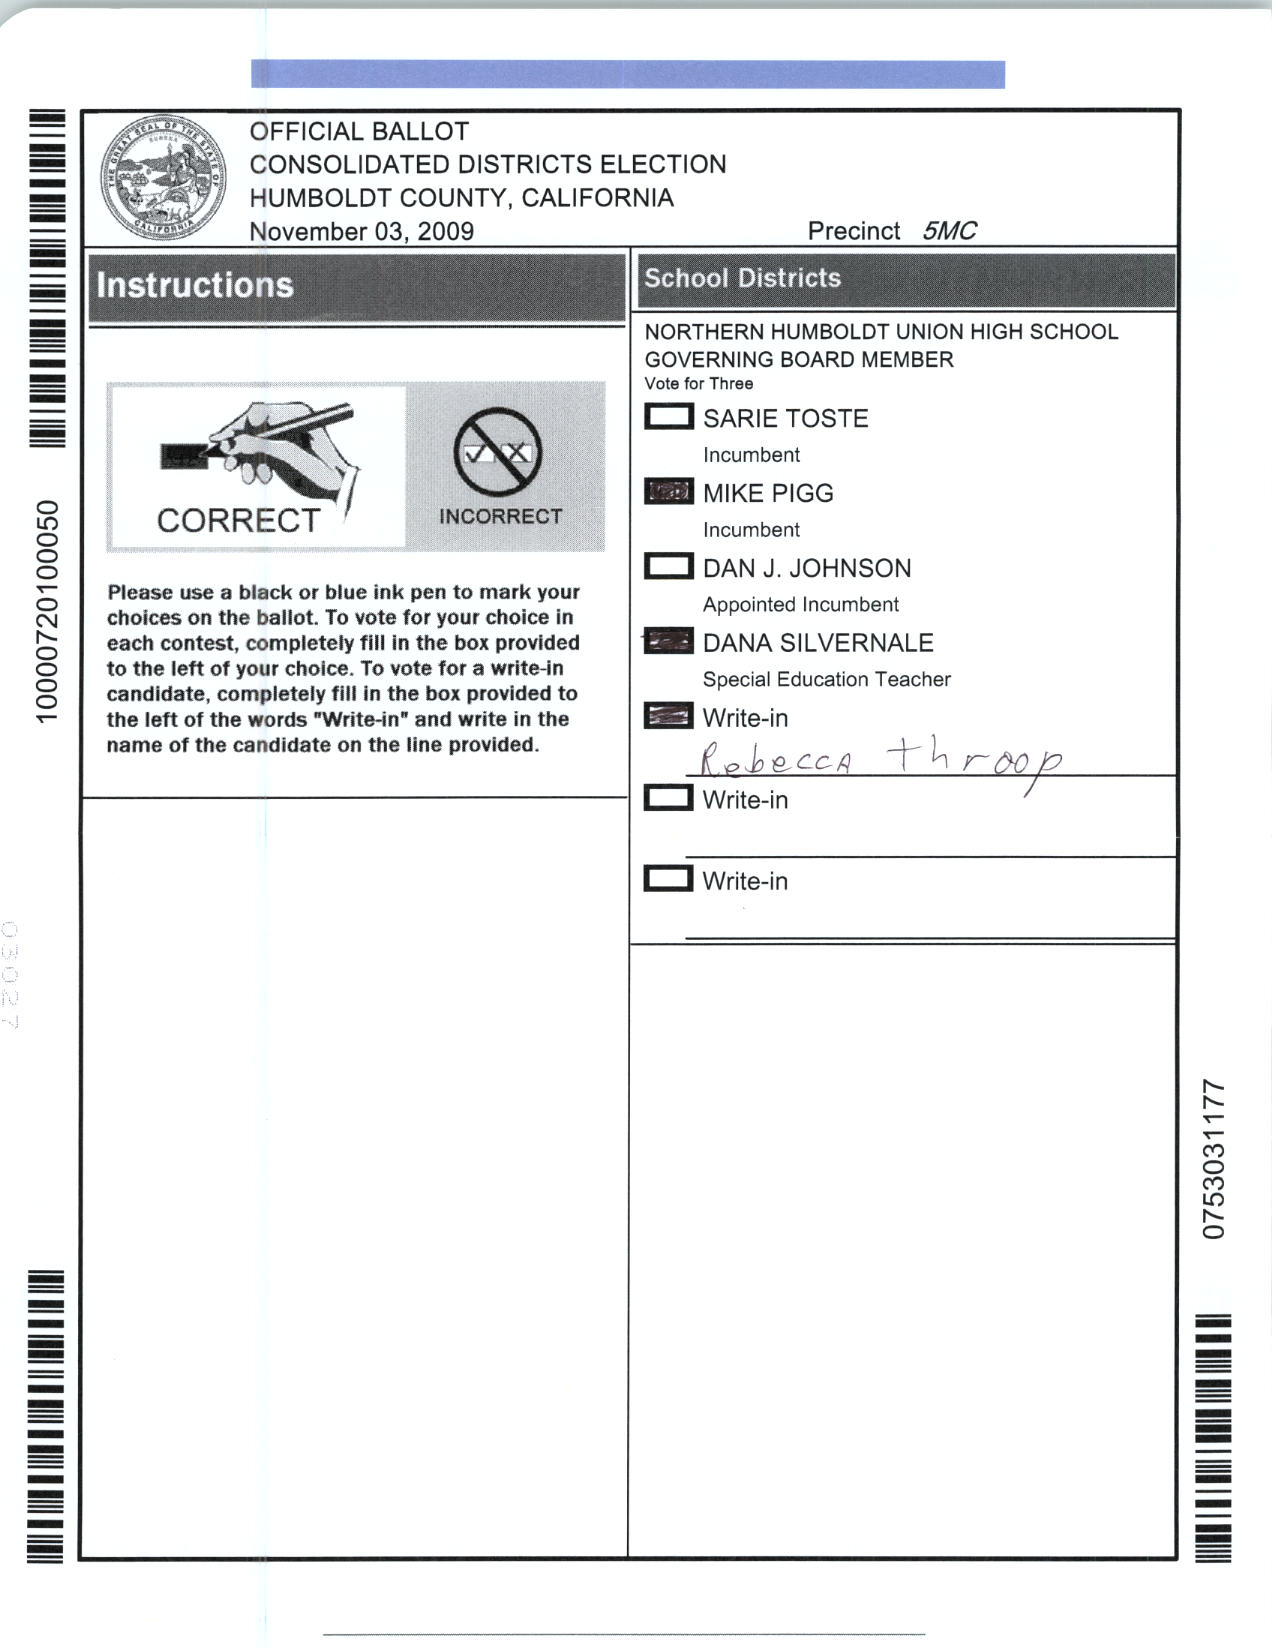 OFFICIAL BALLOT
CONSOLIDATED DISTRICTS ELECTION
HUMBOLDT COUNTY, CALIFORNIA
November 03, 2009
Precinct 5MC
THE GREAT SEAL OF THE STATE OF CALIFORNIA
EUREKA
Instructions
CORRECT
INCORRECT
Please use a black or blue ink pen to mark your
choices on the ballot. To vote for your choice in
each contest, completely fill in the box provided
to the left of your choice. To vote for a write-in
candidate, completely fill in the box provided to
the left of the words "Write-in" and write in the
name of the candidate on the line provided.
School Districts
NORTHERN HUMBOLDT UNION HIGH SCHOOL
GOVERNING BOARD MEMBER
Vote for Three
SARIE TOSTE
Incumbent
MIKE PIGG
Incumbent
DAN J. JOHNSON
Appointed Incumbent
DANA SILVERNALE
Special Education Teacher
Write-in
Rebecca Throop
Write-in
Write-in
10000720100050
03027
0753031177